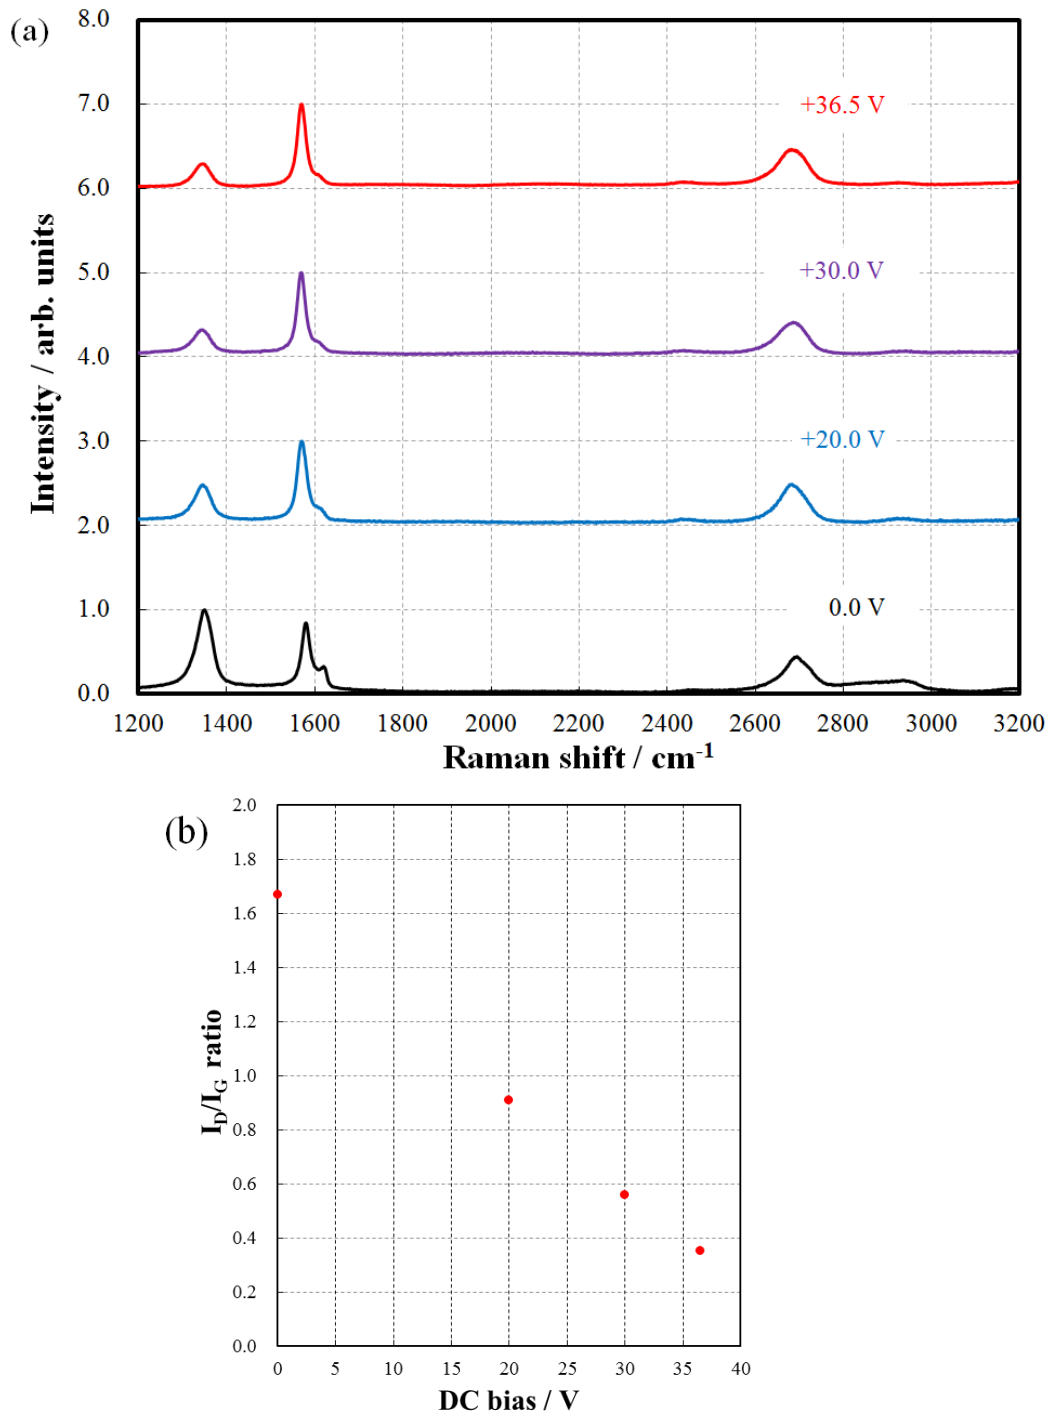 (a)
Intensity / arb. units
8.0
7.0
6.0
5.0
4.0
3.0
2.0
1.0
0.0
+36.5 V
+30.0 V
+20.0 V
0.0 V
1200 1400 1600 1800 2000 2200 2400 2600 2800 3000 3200
Raman shift / cm-1
(b)
I_D/I_G ratio
2.0
1.8
1.6
1.4
1.2
1.0
0.8
0.6
0.4
0.2
0.0
0 5 10 15 20 25 30 35 40
DC bias / V